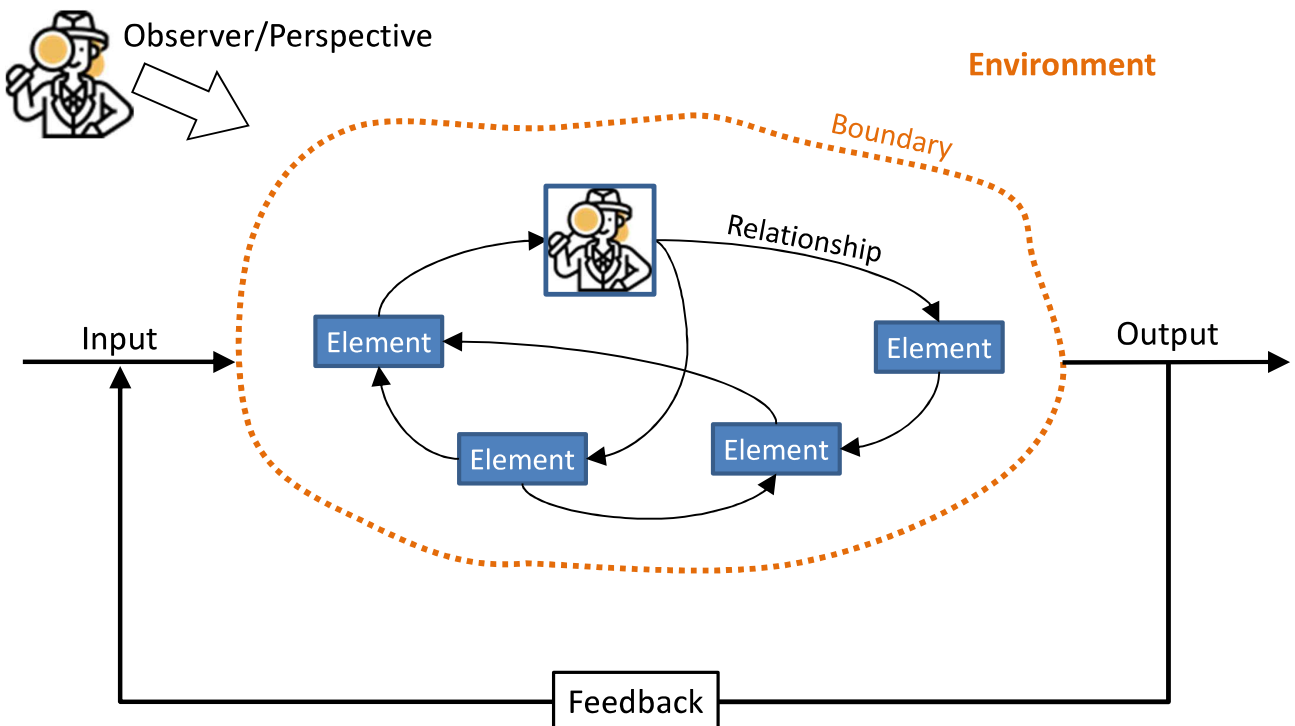 Observer/Perspective
Environment
Boundary
Relationship
Input
Element
Element
Output
Element
Element
Feedback